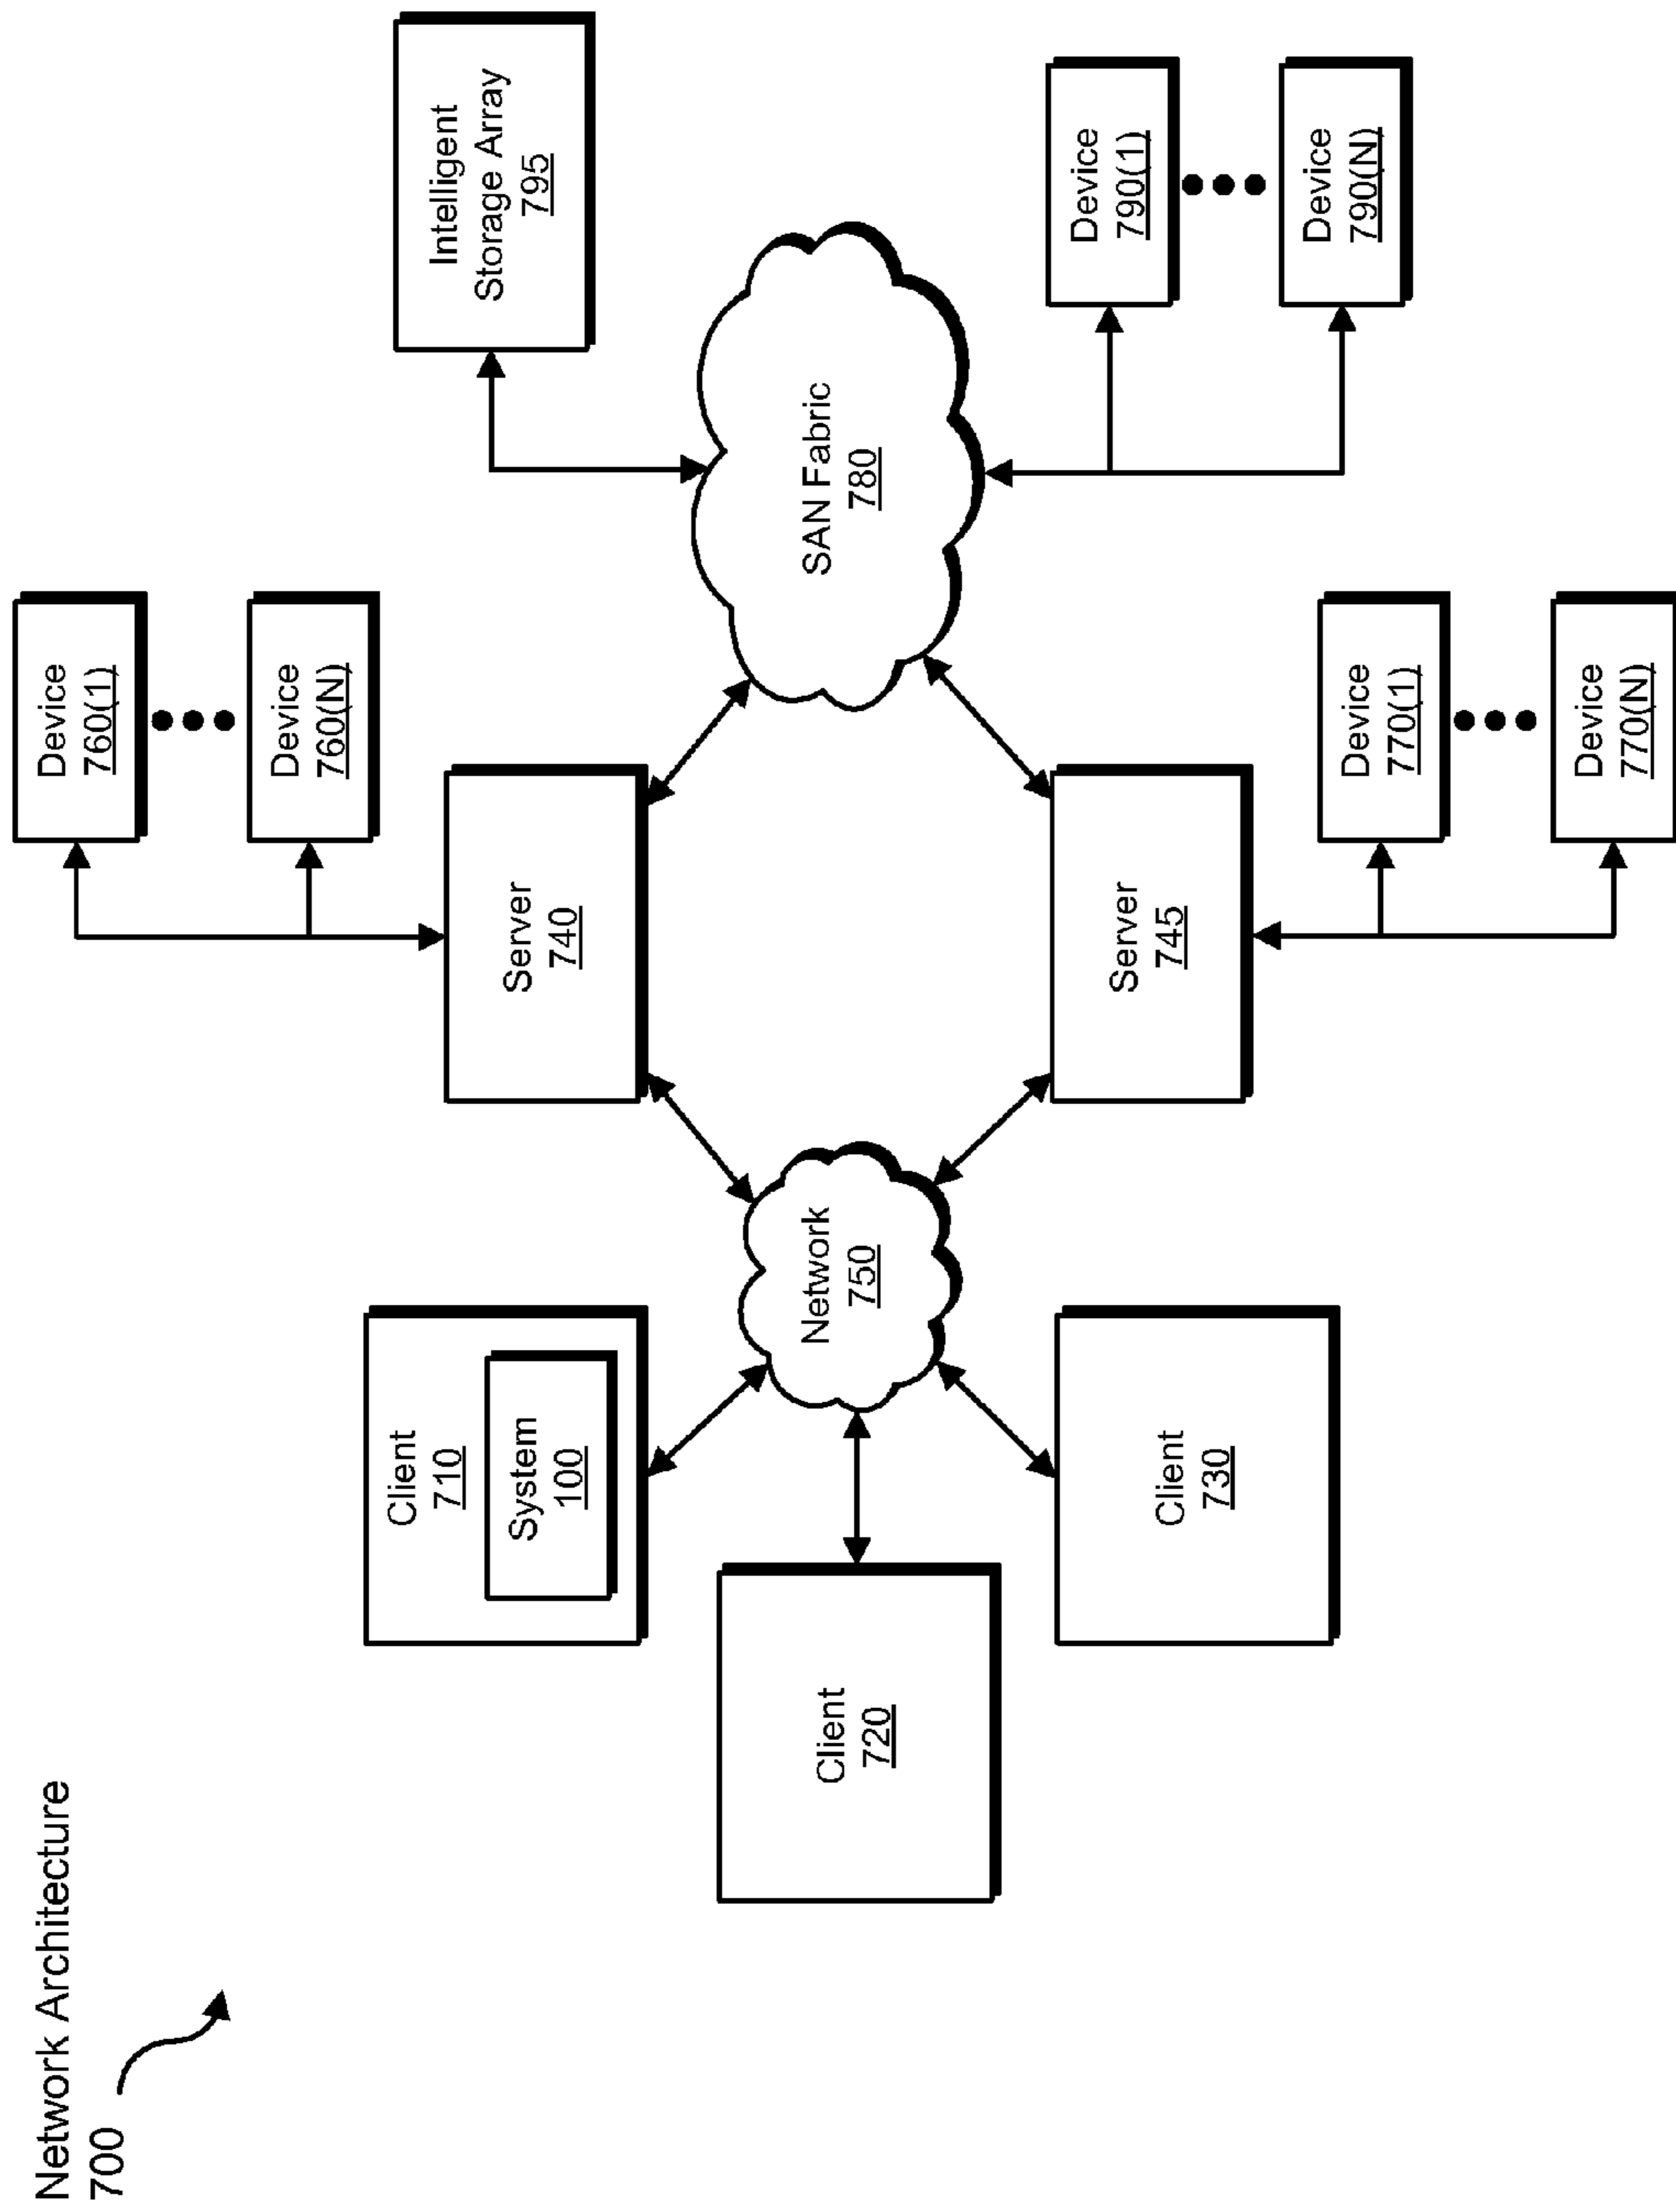 Network Architecture
700
Client
710
System
100
Client
720
Client
730
Network
750
Device
760(1)
Device
760(N)
Server
740
Server
745
Device
770(1)
Device
770(N)
SAN Fabric
780
Intelligent
Storage Array
795
Device
790(1)
Device
790(N)